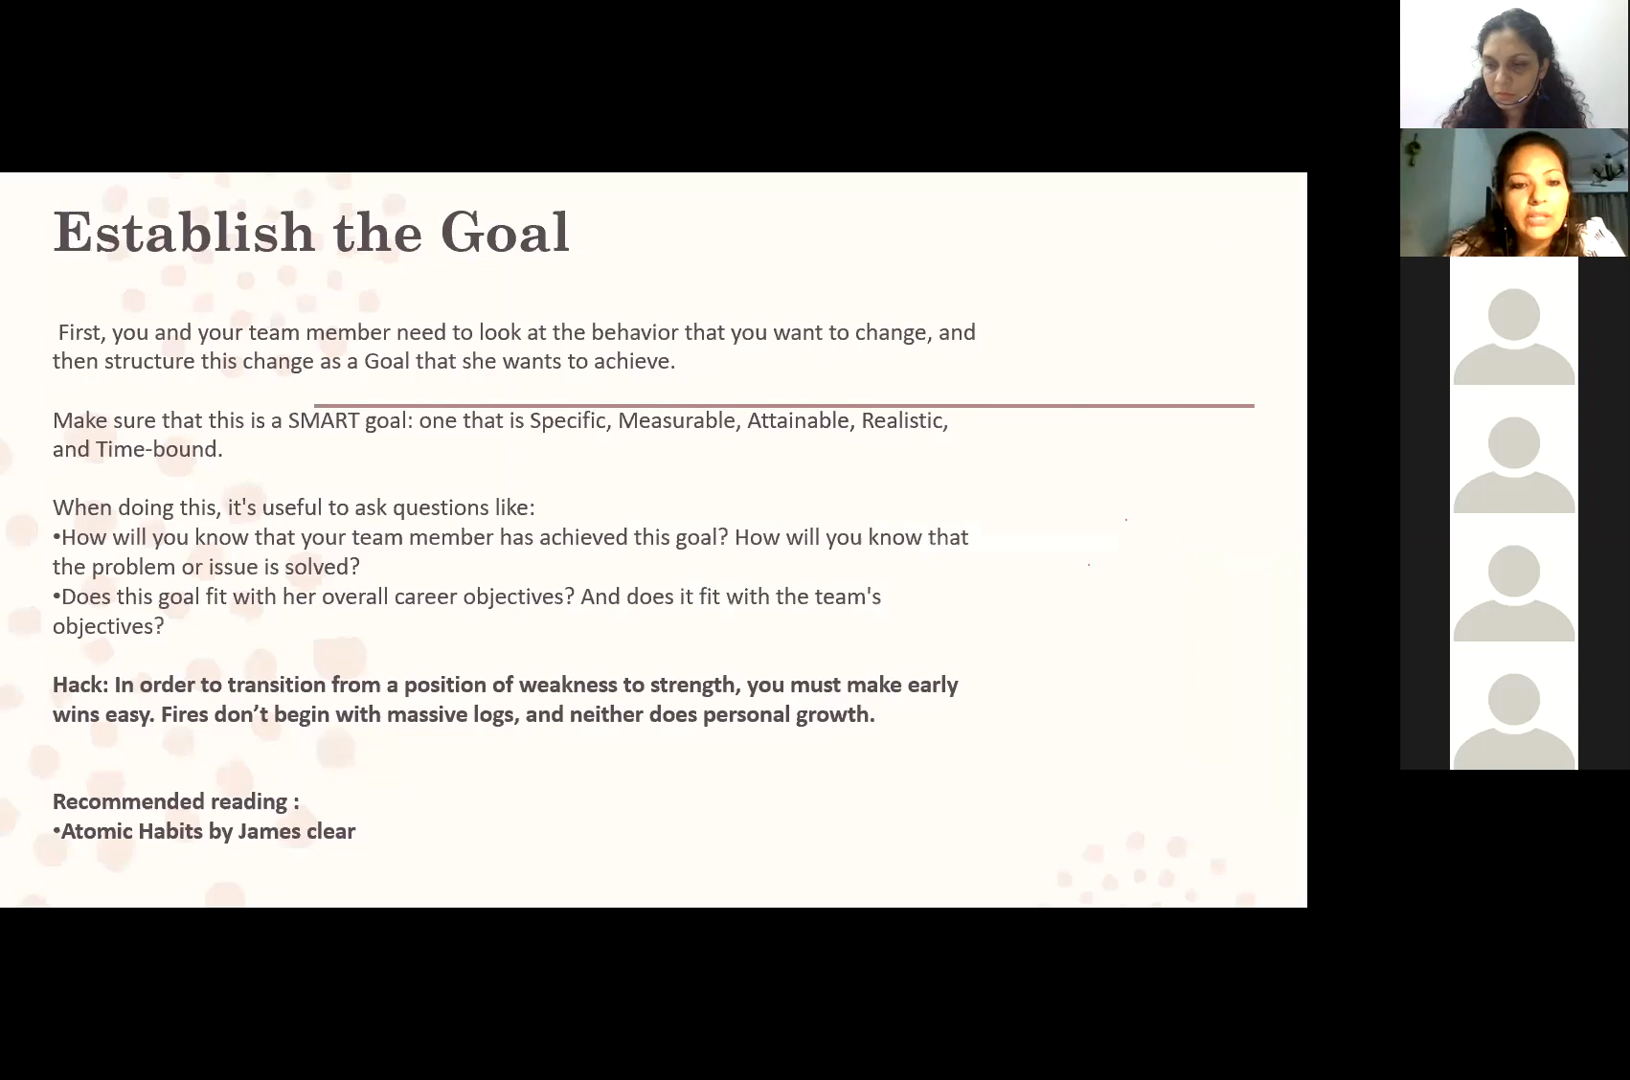 Establish the Goal
First, you and your team member need to look at the behavior that you want to change, and
then structure this change as a Goal that she wants to achieve.
Make sure that this is a SMART goal: one that is Specific, Measurable, Attainable, Realistic,
and Time-bound.
When doing this, it's useful to ask questions like:
•How will you know that your team member has achieved this goal? How will you know that
the problem or issue is solved?
•Does this goal fit with her overall career objectives? And does it fit with the team's
objectives?
Hack: In order to transition from a position of weakness to strength, you must make early
wins easy. Fires don’t begin with massive logs, and neither does personal growth.
Recommended reading :
•Atomic Habits by James clear